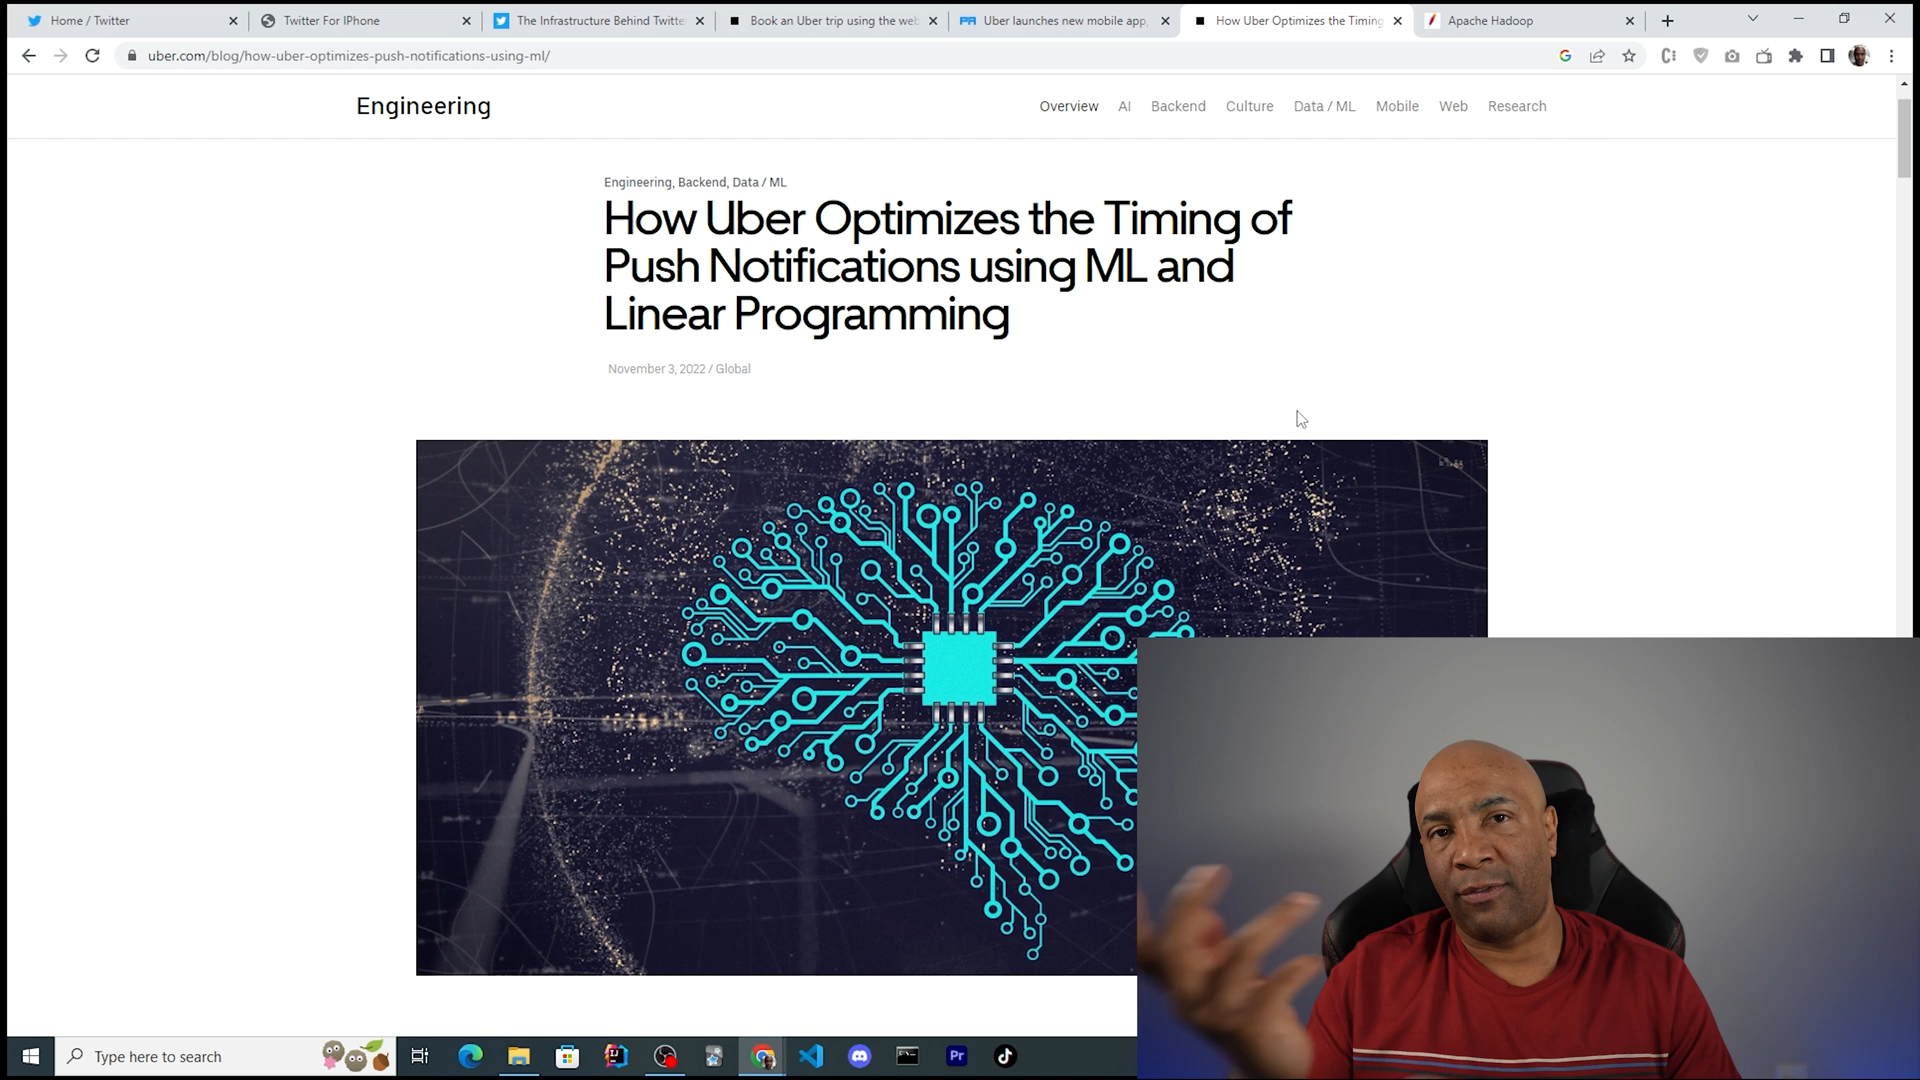 Home / Twitter
Twitter For IPhone
The Infrastructure Behind Twitte
Book an Uber trip using the web
Uber launches new mobile app,
How Uber Optimizes the Timing
Apache Hadoop
uber.com/blog/how-uber-optimizes-push-notifications-using-ml/
Engineering
Overview
AI
Backend
Culture
Data / ML
Mobile
Web
Research
Engineering, Backend, Data / ML
How Uber Optimizes the Timing of
Push Notifications using ML and
Linear Programming
November 3, 2022 / Global
Type here to search
Pr